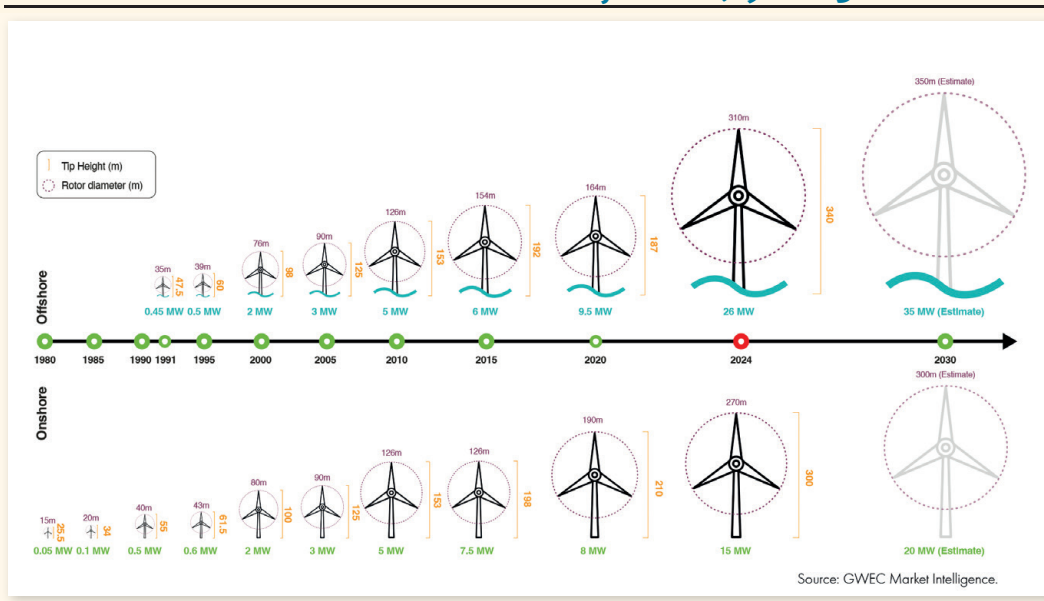 350m (Estimate)
310m
Tip Height (m)
Rotor diameter (m)
154m
164m
126m
90m
76m
35m
39m
47.5
60
98
125
153
192
187
340
Offshore
0.45 MW
0.5 MW
2 MW
3 MW
5 MW
6 MW
9.5 MW
26 MW
35 MW (Estimate)
1980
1985
1990
1991
1995
2000
2005
2010
2015
2020
2024
2030
Onshore
300m (Estimate)
270m
190m
126m
126m
90m
80m
43m
40m
20m
15m
25.5
34
55
61.5
100
125
153
198
210
300
0.05 MW
0.1 MW
0.5 MW
0.6 MW
2 MW
3 MW
5 MW
7.5 MW
8 MW
15 MW
20 MW (Estimate)
Source: GWEC Market Intelligence.